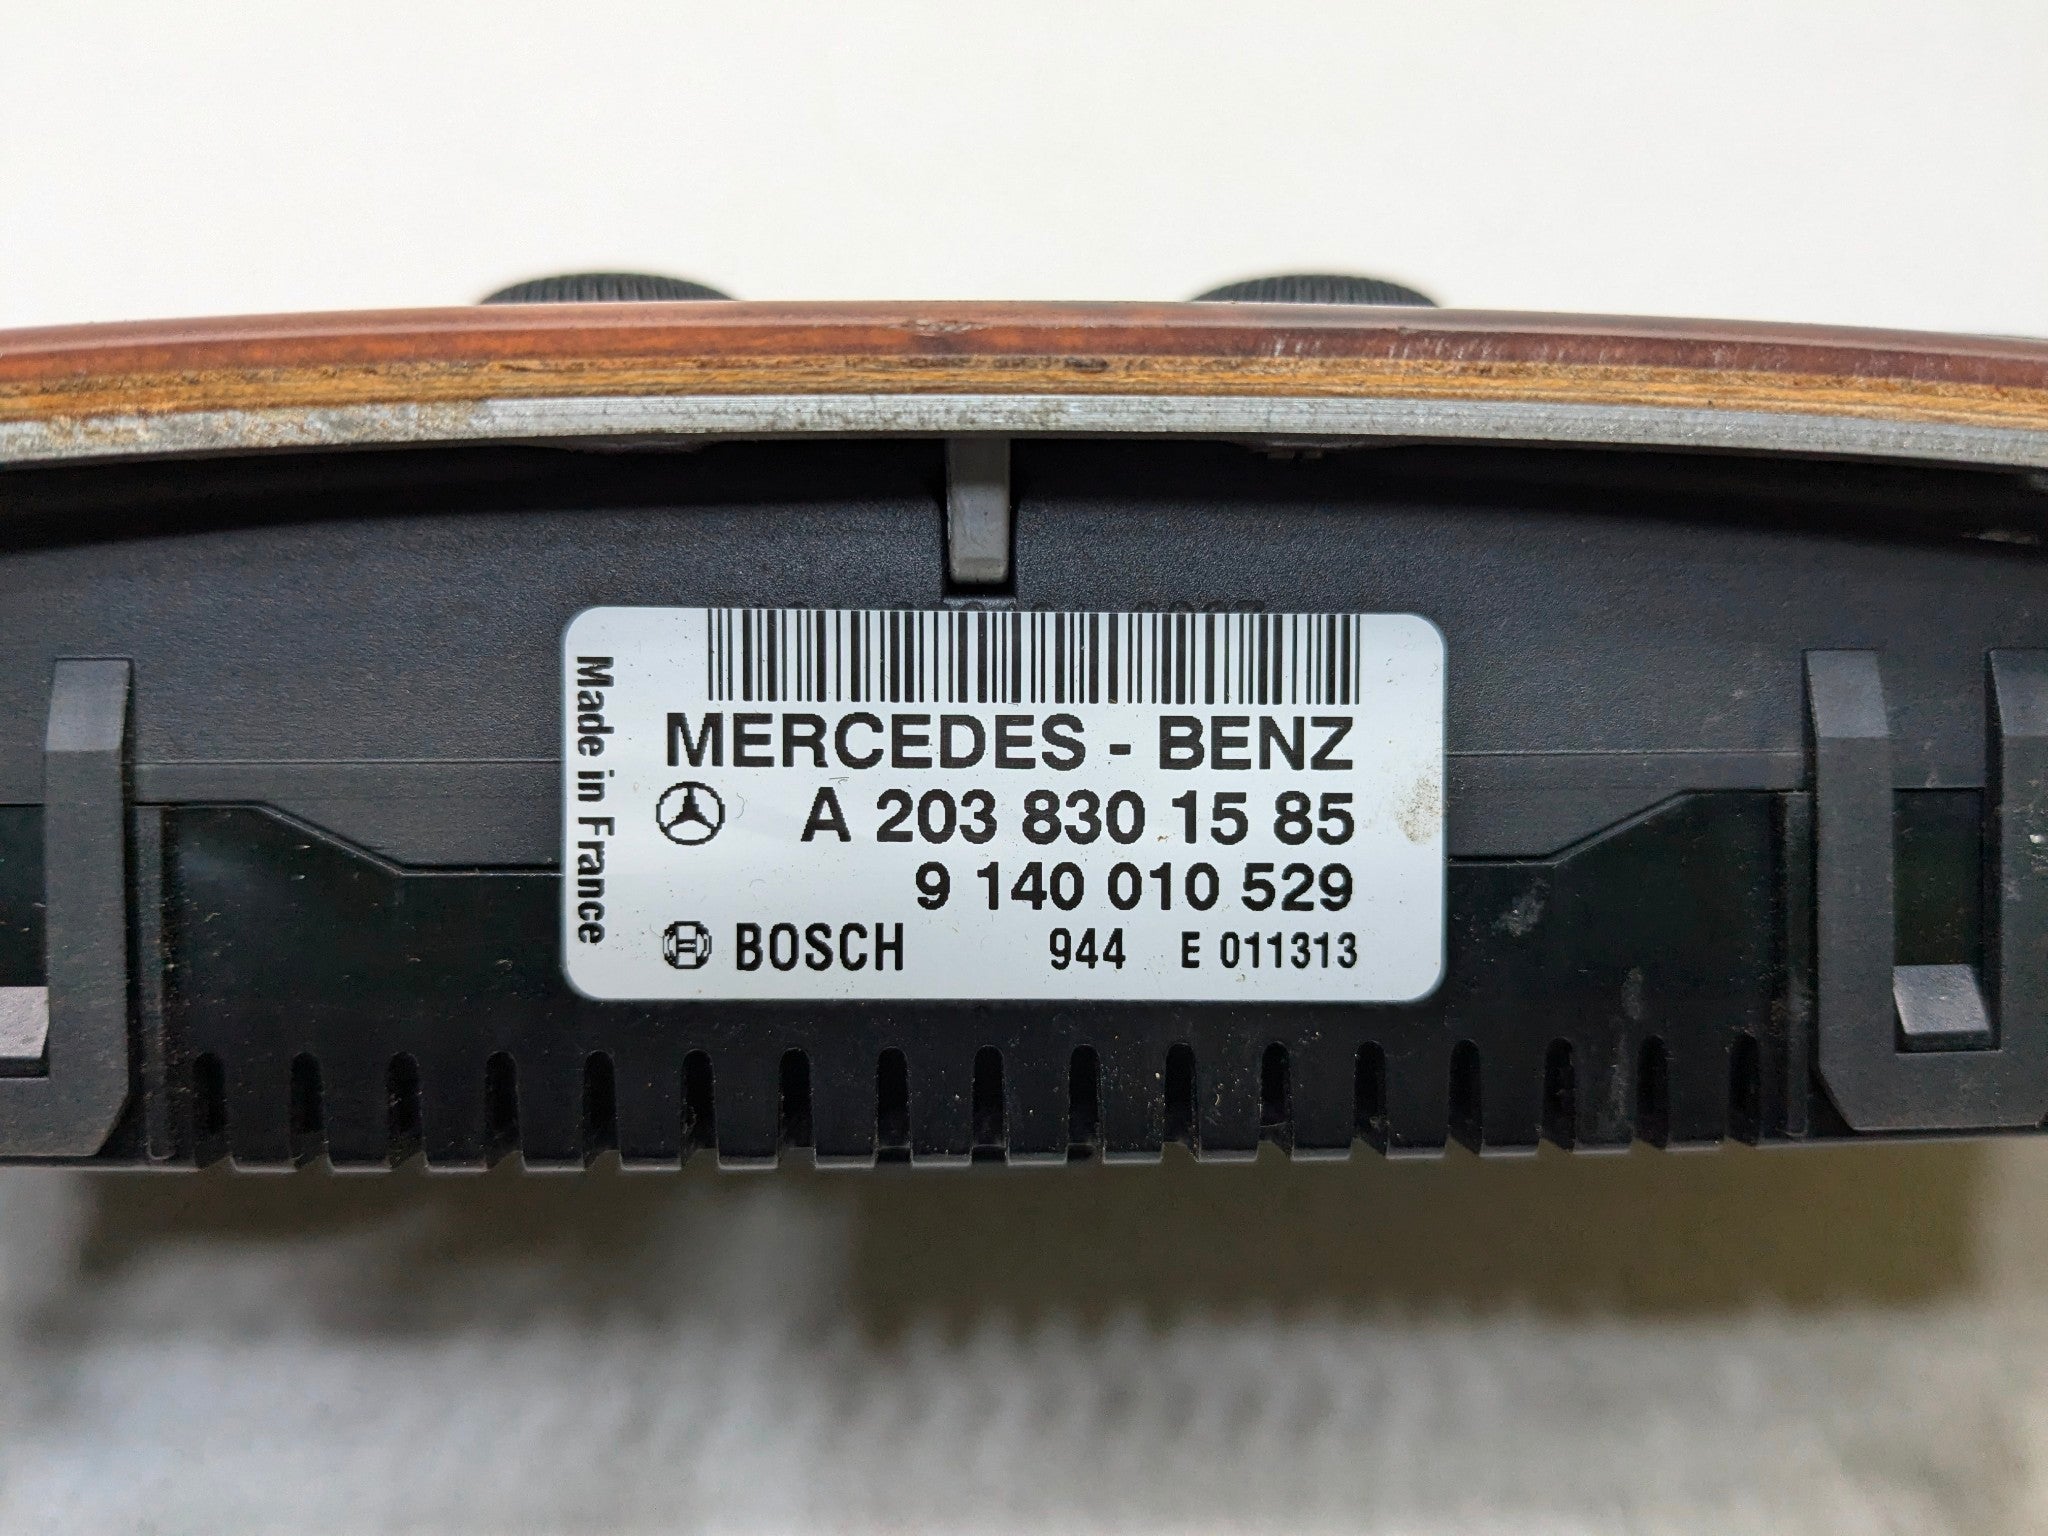 MERCEDES - BENZ
A 203 830 15 85
9 140 010 529
BOSCH 944 E 011313
Made in France